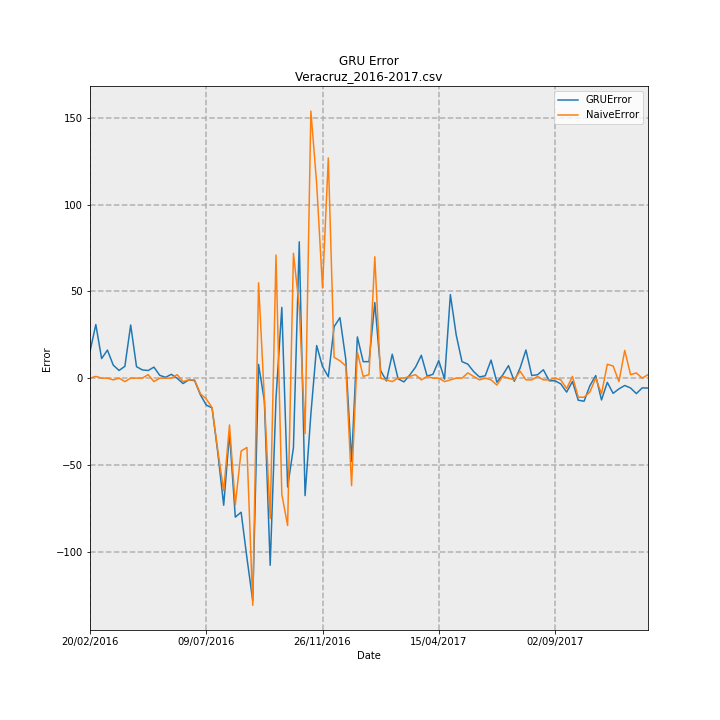 GRU Error
Veracruz_2016-2017.csv
GRUError
NaiveError
150
100
50
0
−50
−100
Error
20/02/2016
09/07/2016
26/11/2016
15/04/2017
02/09/2017
Date